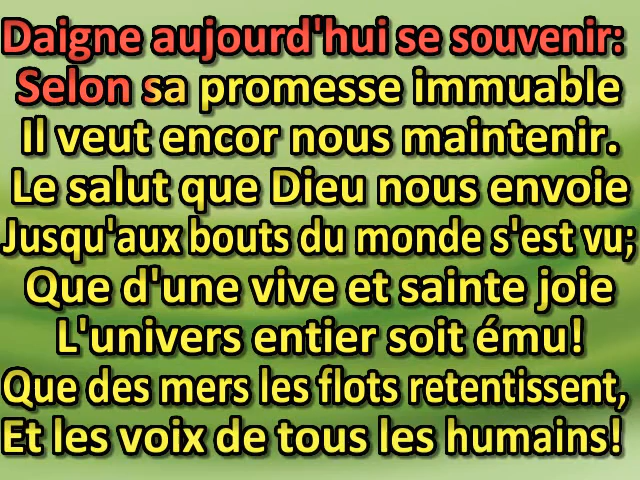 Daigne aujourd'hui se souvenir:
Selon sa promesse immuable
Il veut encor nous maintenir.
Le salut que Dieu nous envoie
Jusqu'aux bouts du monde s'est vu;
Que d'une vive et sainte joie
L'univers entier soit ému!
Que des mers les flots retentissent,
Et les voix de tous les humains!